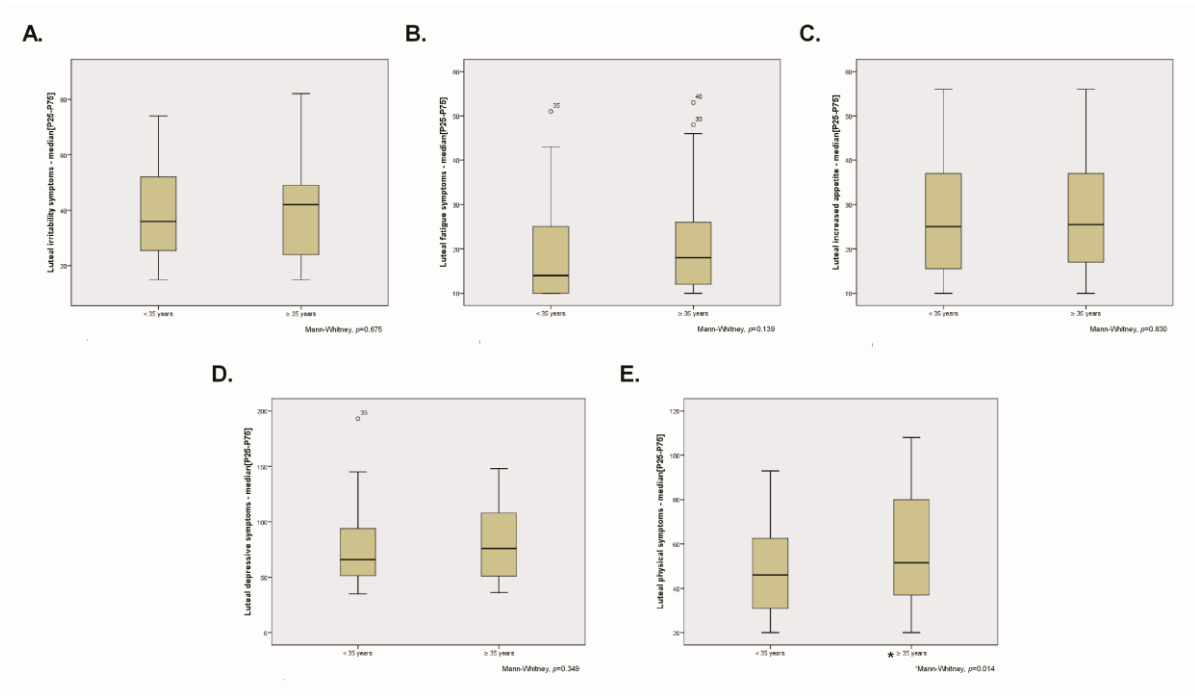 A.
Luteal irritability symptoms - median[P25-P75]
80
60
40
20
< 35 years
≥ 35 years
Mann-Whitney, p=0.675
B.
Luteal fatigue symptoms - median[P25-P75]
60
50
40
30
20
10
35
40
33
< 35 years
≥ 35 years
Mann-Whitney, p=0.139
C.
Luteal increased appetite - median[P25-P75]
60
50
40
30
20
10
< 35 years
≥ 35 years
Mann-Whitney, p=0.830
D.
Luteal depressive symptoms - median[P25-P75]
200
150
100
50
0
35
< 35 years
≥ 35 years
Mann-Whitney, p=0.349
E.
Luteal physical symptoms - median[P25-P75]
120
100
80
60
40
20
< 35 years
* ≥ 35 years
*Mann-Whitney, p=0.014